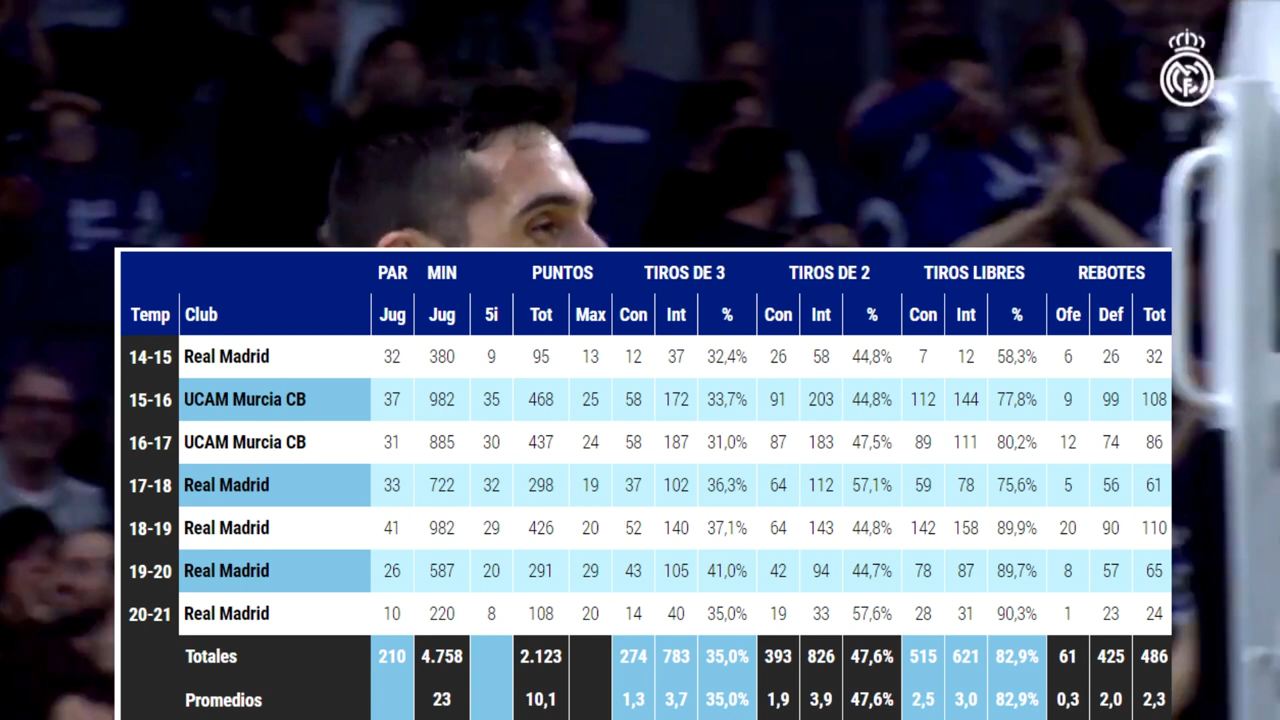 PAR MIN PUNTOS TIROS DE 3 TIROS DE 2 TIROS LIBRES REBOTES
Temp Club Jug Jug 5i Tot Max Con Int % Con Int % Con Int % Ofe Def Tot
14-15 Real Madrid 32 380 9 95 13 12 37 32,4% 26 58 44,8% 7 12 58,3% 6 26 32
15-16 UCAM Murcia CB 37 982 35 468 25 58 172 33,7% 91 203 44,8% 112 144 77,8% 9 99 108
16-17 UCAM Murcia CB 31 885 30 437 24 58 187 31,0% 87 183 47,5% 89 111 80,2% 12 74 86
17-18 Real Madrid 33 722 32 298 19 37 102 36,3% 64 112 57,1% 59 78 75,6% 5 56 61
18-19 Real Madrid 41 982 29 426 20 52 140 37,1% 64 143 44,8% 142 158 89,9% 20 90 110
19-20 Real Madrid 26 587 20 291 29 43 105 41,0% 42 94 44,7% 78 87 89,7% 8 57 65
20-21 Real Madrid 10 220 8 108 20 14 40 35,0% 19 33 57,6% 28 31 90,3% 1 23 24
Totales 210 4.758 2.123 274 783 35,0% 393 826 47,6% 515 621 82,9% 61 425 486
Promedios 23 10,1 1,3 3,7 35,0% 1,9 3,9 47,6% 2,5 3,0 82,9% 0,3 2,0 2,3